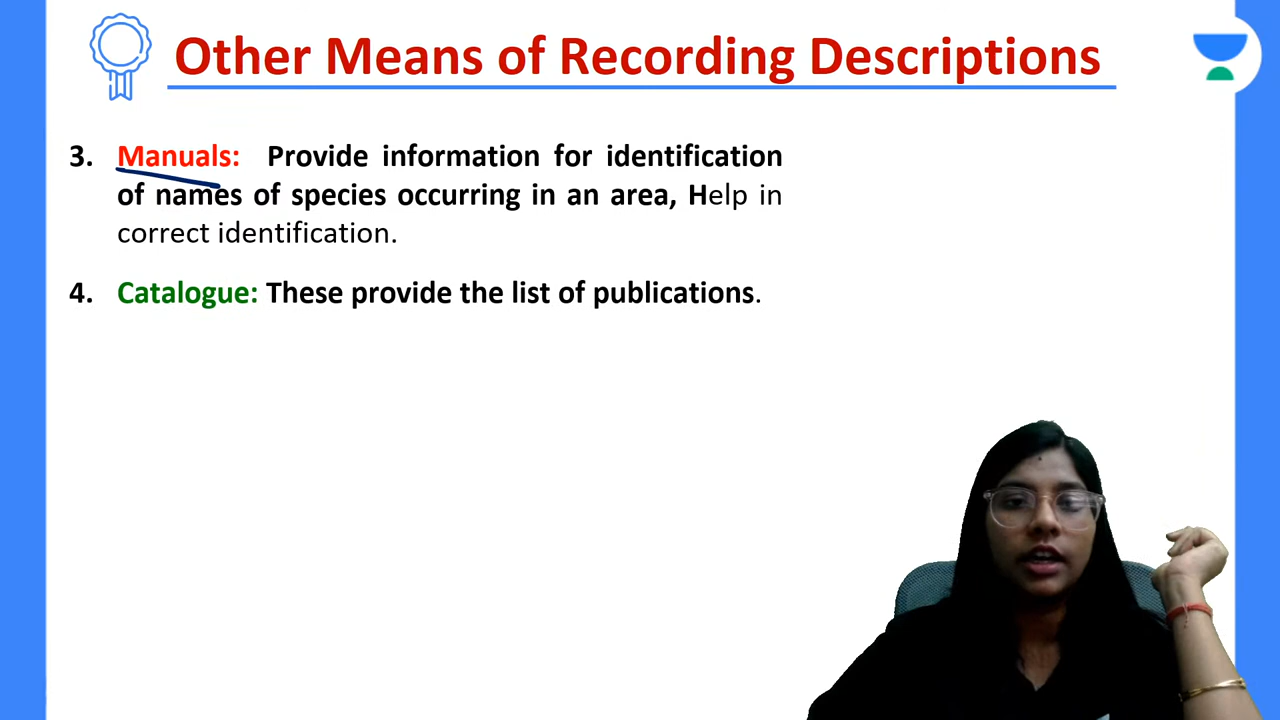 Other Means of Recording Descriptions
3. Manuals: Provide information for identification
of names of species occurring in an area, Help in
correct identification.
4. Catalogue: These provide the list of publications.